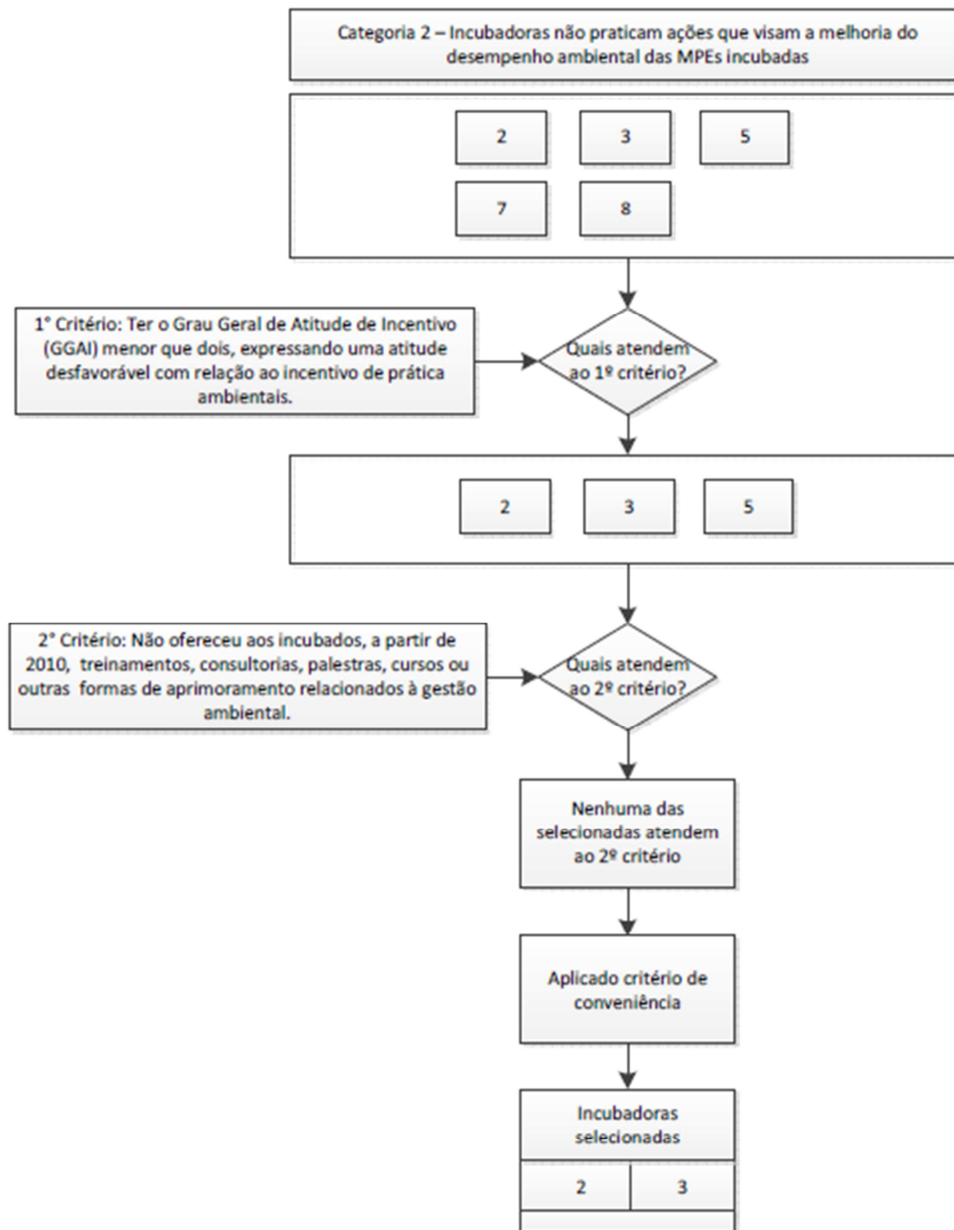 Categoria 2 – Incubadoras não praticam ações que visam a melhoria do
desempenho ambiental das MPEs incubadas
2
3
5
7
8
1° Critério: Ter o Grau Geral de Atitude de Incentivo
(GGAI) menor que dois, expressando uma atitude
desfavorável com relação ao incentivo de prática
ambientais.
Quais atendem
ao 1º critério?
2
3
5
2° Critério: Não ofereceu aos incubados, a partir de
2010, treinamentos, consultorias, palestras, cursos ou
outras formas de aprimoramento relacionados à gestão
ambiental.
Quais atendem
ao 2º critério?
Nenhuma das
selecionadas atendem
ao 2º critério
Aplicado critério de
conveniência
Incubadoras
selecionadas
2
3